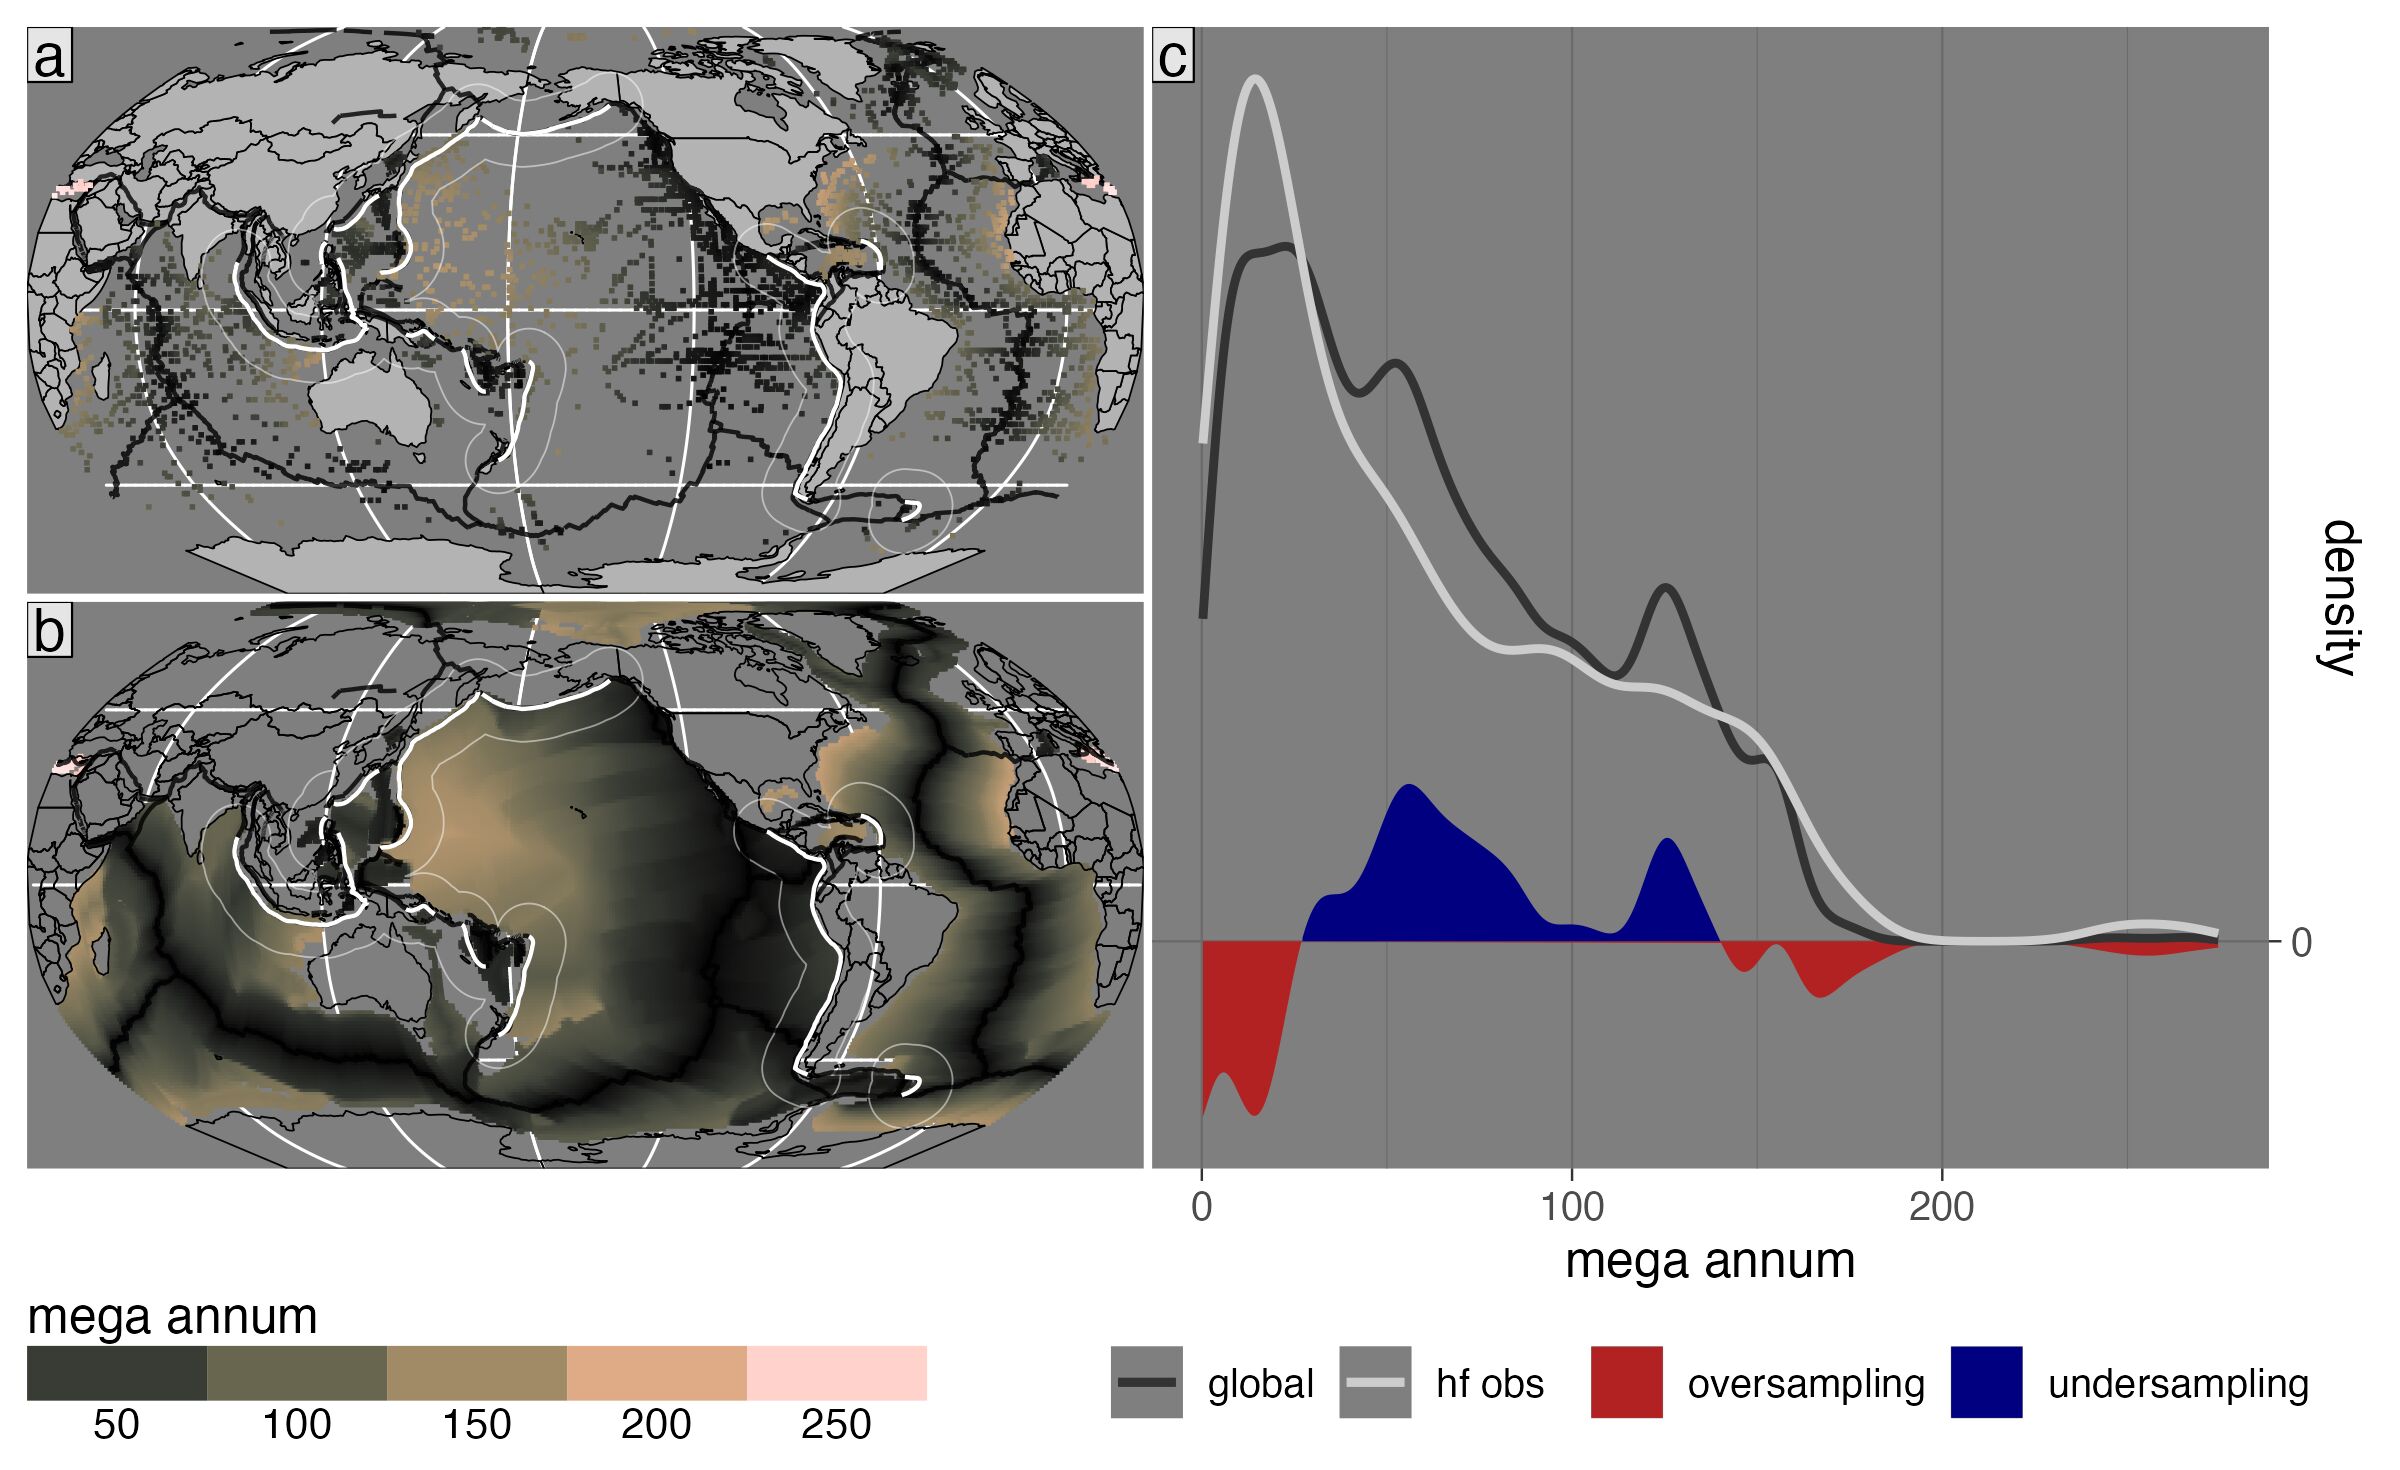 a
b
c
density
0
0 100 200
mega annum
mega annum
50 100 150 200 250
global hf obs oversampling undersampling